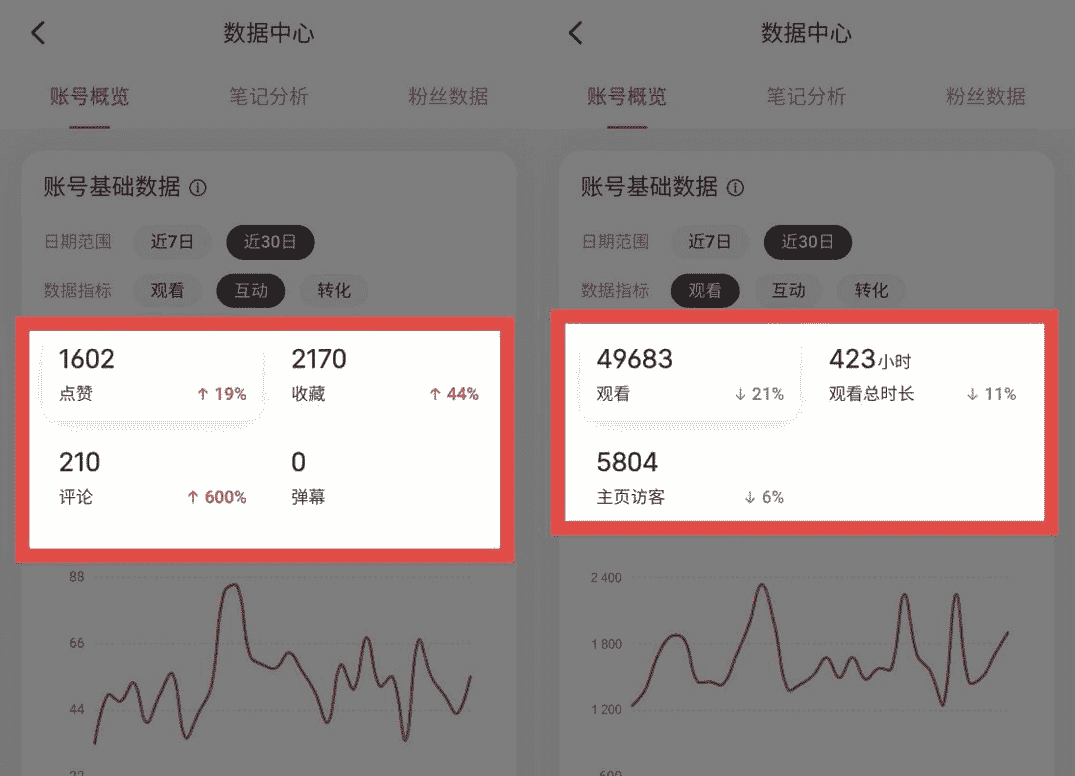 数据中心
账号概览 笔记分析 粉丝数据
账号基础数据
日期范围 近7日 近30日
数据指标 观看 互动 转化
1602 2170
点赞 ↑ 19% 收藏 ↑ 44%
210 0
评论 ↑ 600% 弹幕
88
66
44
数据中心
账号概览 笔记分析 粉丝数据
账号基础数据
日期范围 近7日 近30日
数据指标 观看 互动 转化
49683 423小时
观看 ↓ 21% 观看总时长 ↓ 11%
5804
主页访客 ↓ 6%
2 400
1 800
1 200